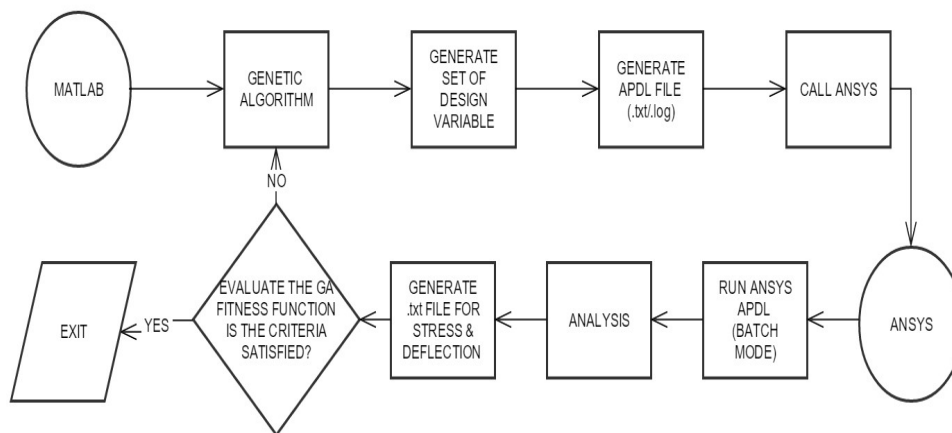 MATLAB
GENETIC
ALGORITHM
GENERATE
SET OF
DESIGN
VARIABLE
GENERATE
APDL FILE
(.txt/.log)
CALL ANSYS
ANSYS
RUN ANSYS
APDL
(BATCH
MODE)
ANALYSIS
GENERATE
.txt FILE FOR
STRESS &
DEFLECTION
EVALUATE THE GA
FITNESS FUNCTION
IS THE CRITERIA
SATISFIED?
NO
YES
EXIT